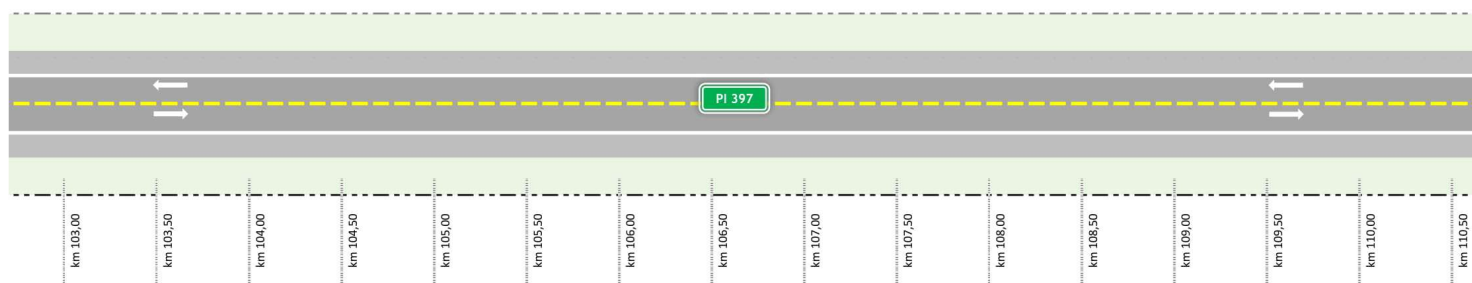 PI 397
km 103,00
km 103,50
km 104,00
km 104,50
km 105,00
km 105,50
km 106,00
km 106,50
km 107,00
km 107,50
km 108,00
km 108,50
km 109,00
km 109,50
km 110,00
km 110,50